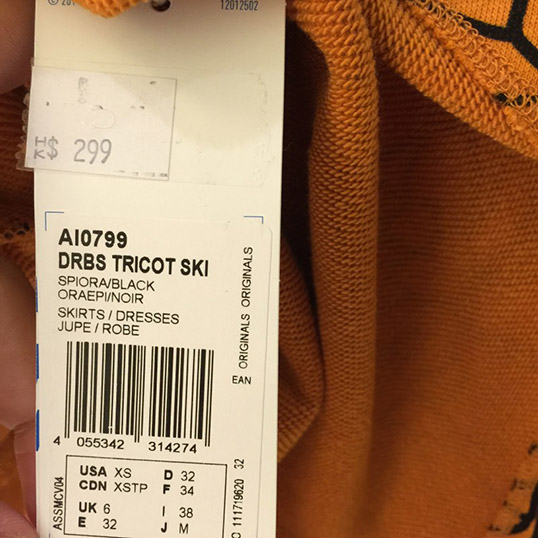 12012502
HK$ 299
AI0799
DRBS TRICOT SKI
SPIORA/BLACK
ORAEPI/NOIR
SKIRTS / DRESSES
JUPE / ROBE
ORIGINALS ORIGINALS
EAN
4 055342 314274
USA XS D 32
CDN XSTP F 34
UK 6 I 38
E 32 J M
ASSMCV04
111719620 32